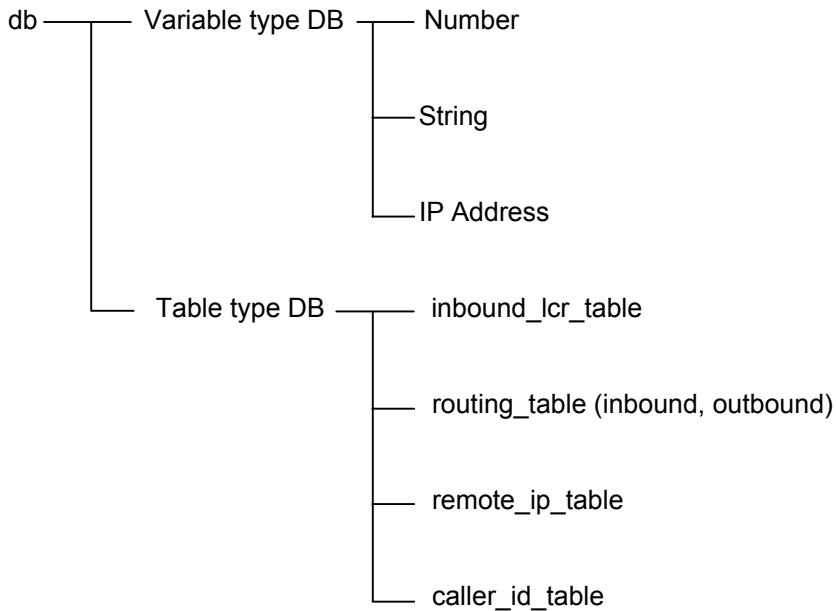 db Variable type DB Number
String
IP Address
Table type DB inbound_lcr_table
routing_table (inbound, outbound)
remote_ip_table
caller_id_table